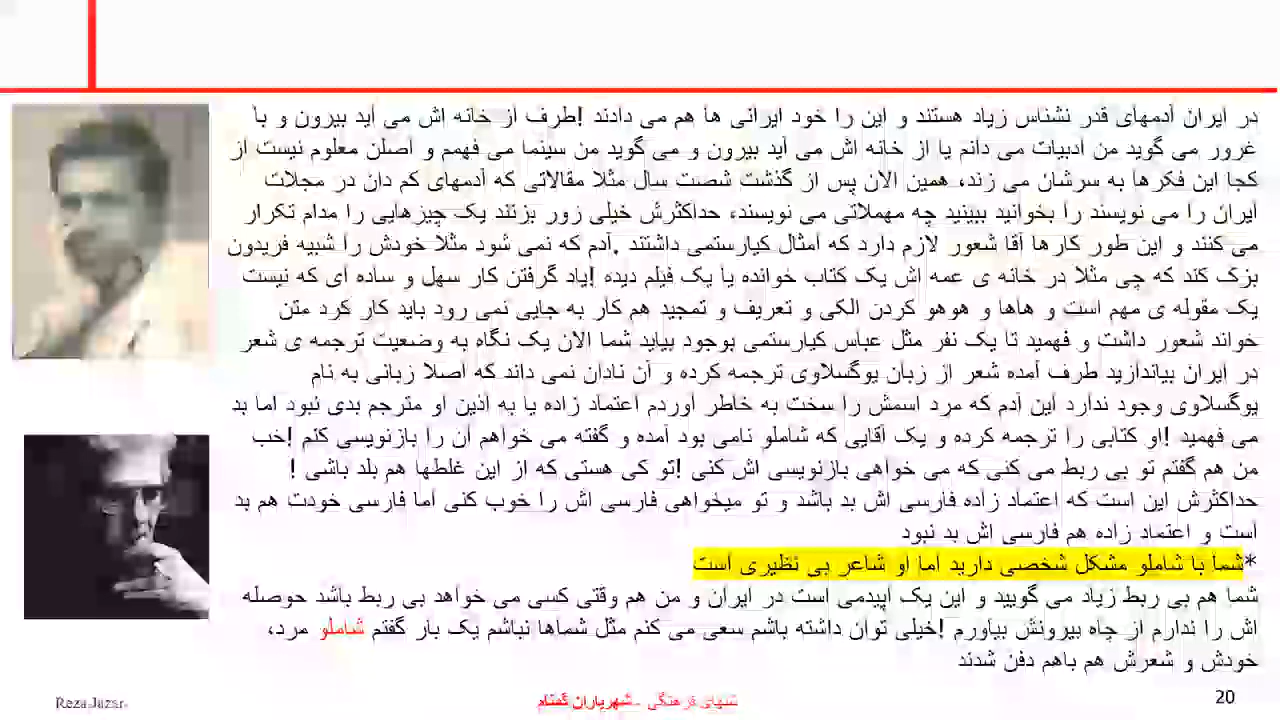 در ایران آدمهای قدر نشناس زیاد هستند و این را خود ایرانی ها هم می دادند !طرف از خانه اش می آید بیرون و با
غرور می گوید من ادبیات می دانم یا از خانه اش می آید بیرون و می گوید من سینما می فهمم و اصلن معلوم نیست از
کجا این فکرها به سرشان می زند، همین الان پس از گذشت شصت سال مثلا مقالاتی که آدمهای کم دان در مجلات
ایران را می نویسند را بخوانید ببینید چه مهملاتی می نویسند، حداکثرش خیلی زور بزنند یک چیزهایی را مدام تکرار
می کنند و این طور کارها آقا شعور لازم دارد که امثال کیارستمی داشتند .آدم که نمی شود مثلا خودش را شبیه فریدون
بزک کند که چی مثلا در خانه ی عمه اش یک کتاب خوانده یا یک فیلم دیده !یاد گرفتن کار سهل و ساده ای که نیست
یک مقوله ی مهم است و هاها و هوهو کردن الکی و تعریف و تمجید هم کار به جایی نمی رود باید کار کرد متن
خواند شعور داشت و فهمید تا یک نفر مثل عباس کیارستمی بوجود بیاید شما الان یک نگاه به وضعیت ترجمه ی شعر
در ایران بیاندازید طرف آمده شعر از زبان یوگسلاوی ترجمه کرده و آن نادان نمی داند که اصلا زبانی به نام
یوگسلاوی وجود ندارد این آدم که مرد اسمش را سخت به خاطر آوردم اعتماد زاده یا به آذین او مترجم بدی نبود اما بد
می فهمید !او کتابی را ترجمه کرده و یک آقایی که شاملو نامی بود آمده و گفته می خواهم آن را بازنویسی کنم !خب
من هم گفتم تو بی ربط می کنی که می خواهی بازنویسی اش کنی !تو کی هستی که از این غلطها هم بلد باشی !
حداکثرش این است که اعتماد زاده فارسی اش بد باشد و تو میخواهی فارسی اش را خوب کنی اما فارسی خودت هم بد
است و اعتماد زاده هم فارسی اش بد نبود
*شما با شاملو مشکل شخصی دارید اما او شاعر بی نظیری است
شما هم بی ربط زیاد می گویید و این یک اپیدمی است در ایران و من هم وقتی کسی می خواهد بی ربط باشد حوصله
اش را ندارم از چاه بیرونش بیاورم !خیلی توان داشته باشم سعی می کنم مثل شماها نباشم یک بار گفتم شاملو مرد،
خودش و شعرش هم باهم دفن شدند
Reza Jazar
شهریاران گمنام
20